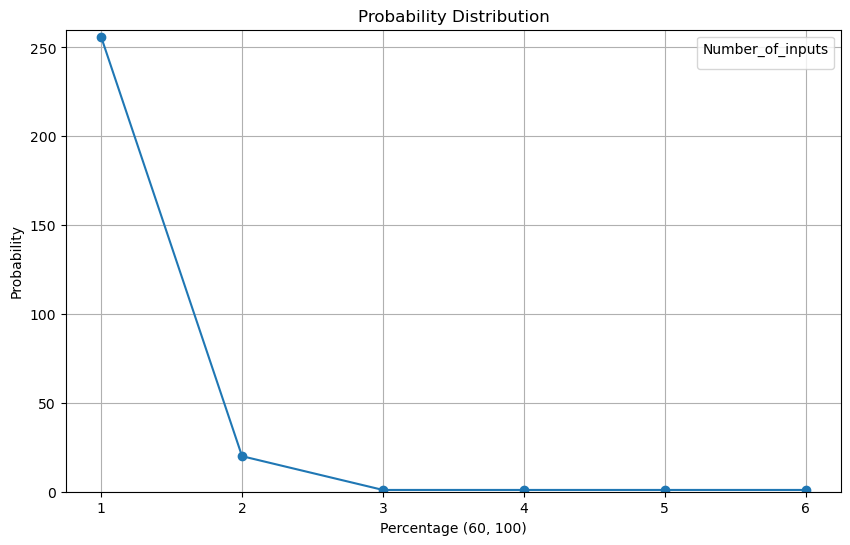 Probability Distribution
Number_of_inputs
250
200
150
100
50
0
Probability
1 2 3 4 5 6
Percentage (60, 100)